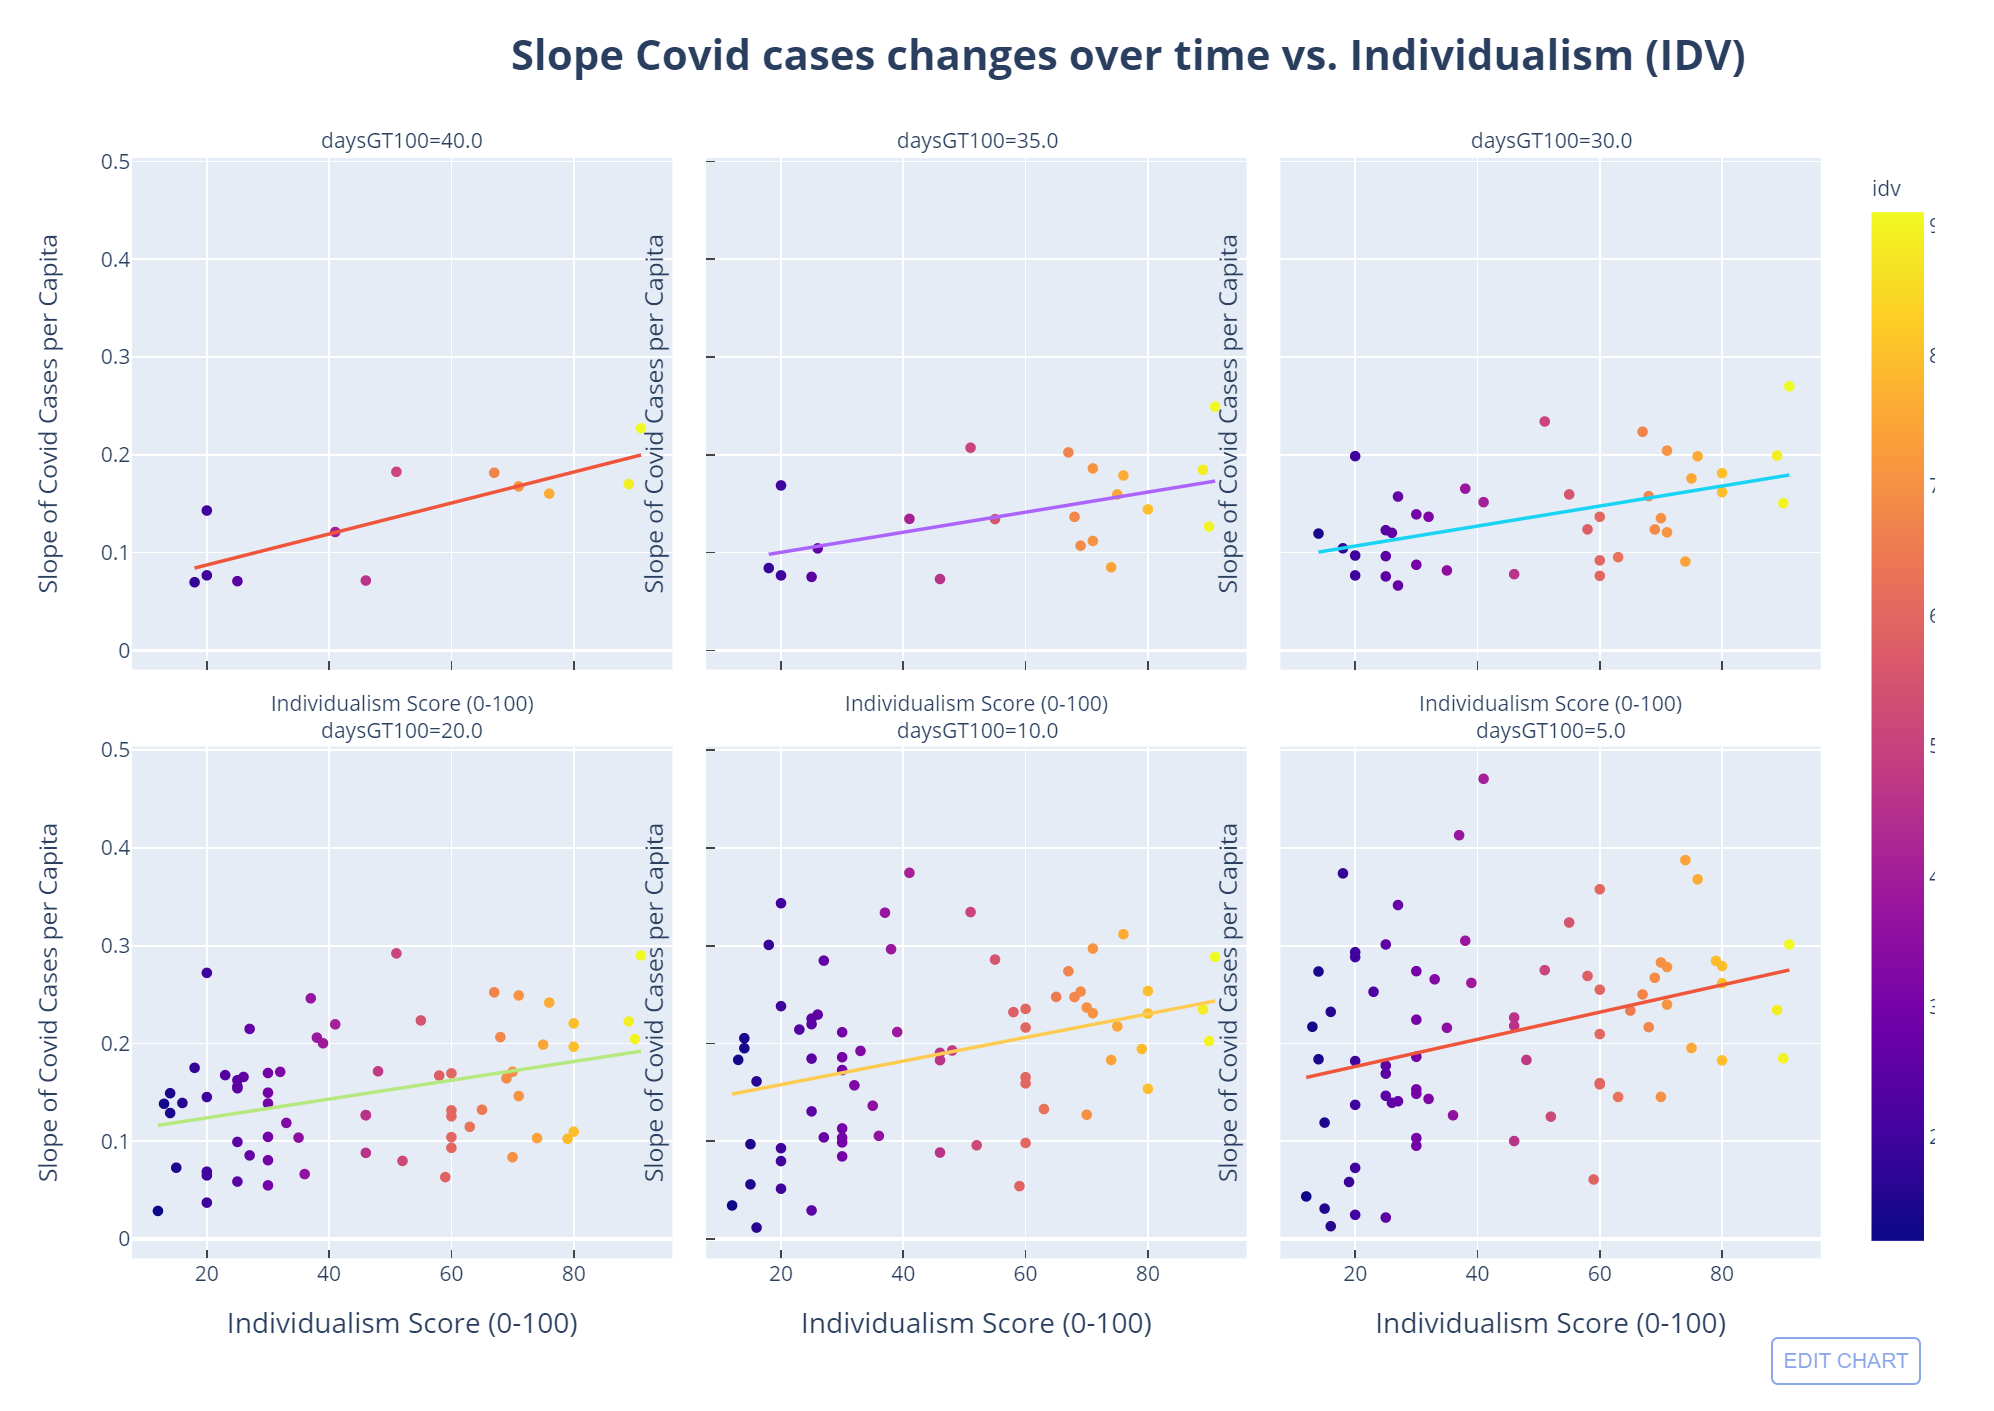 Slope Covid cases changes over time vs. Individualism (IDV)
daysGT100=40.0
daysGT100=35.0
daysGT100=30.0
idv
Slope of Covid Cases per Capita
0.5
0.4
0.3
0.2
0.1
0
Slope of Covid Cases per Capita
Slope of Covid Cases per Capita
Individualism Score (0-100)
Individualism Score (0-100)
Individualism Score (0-100)
daysGT100=20.0
daysGT100=10.0
daysGT100=5.0
Slope of Covid Cases per Capita
0.5
0.4
0.3
0.2
0.1
0
Slope of Covid Cases per Capita
Slope of Covid Cases per Capita
20 40 60 80
20 40 60 80
20 40 60 80
Individualism Score (0-100)
Individualism Score (0-100)
Individualism Score (0-100)
EDIT CHART